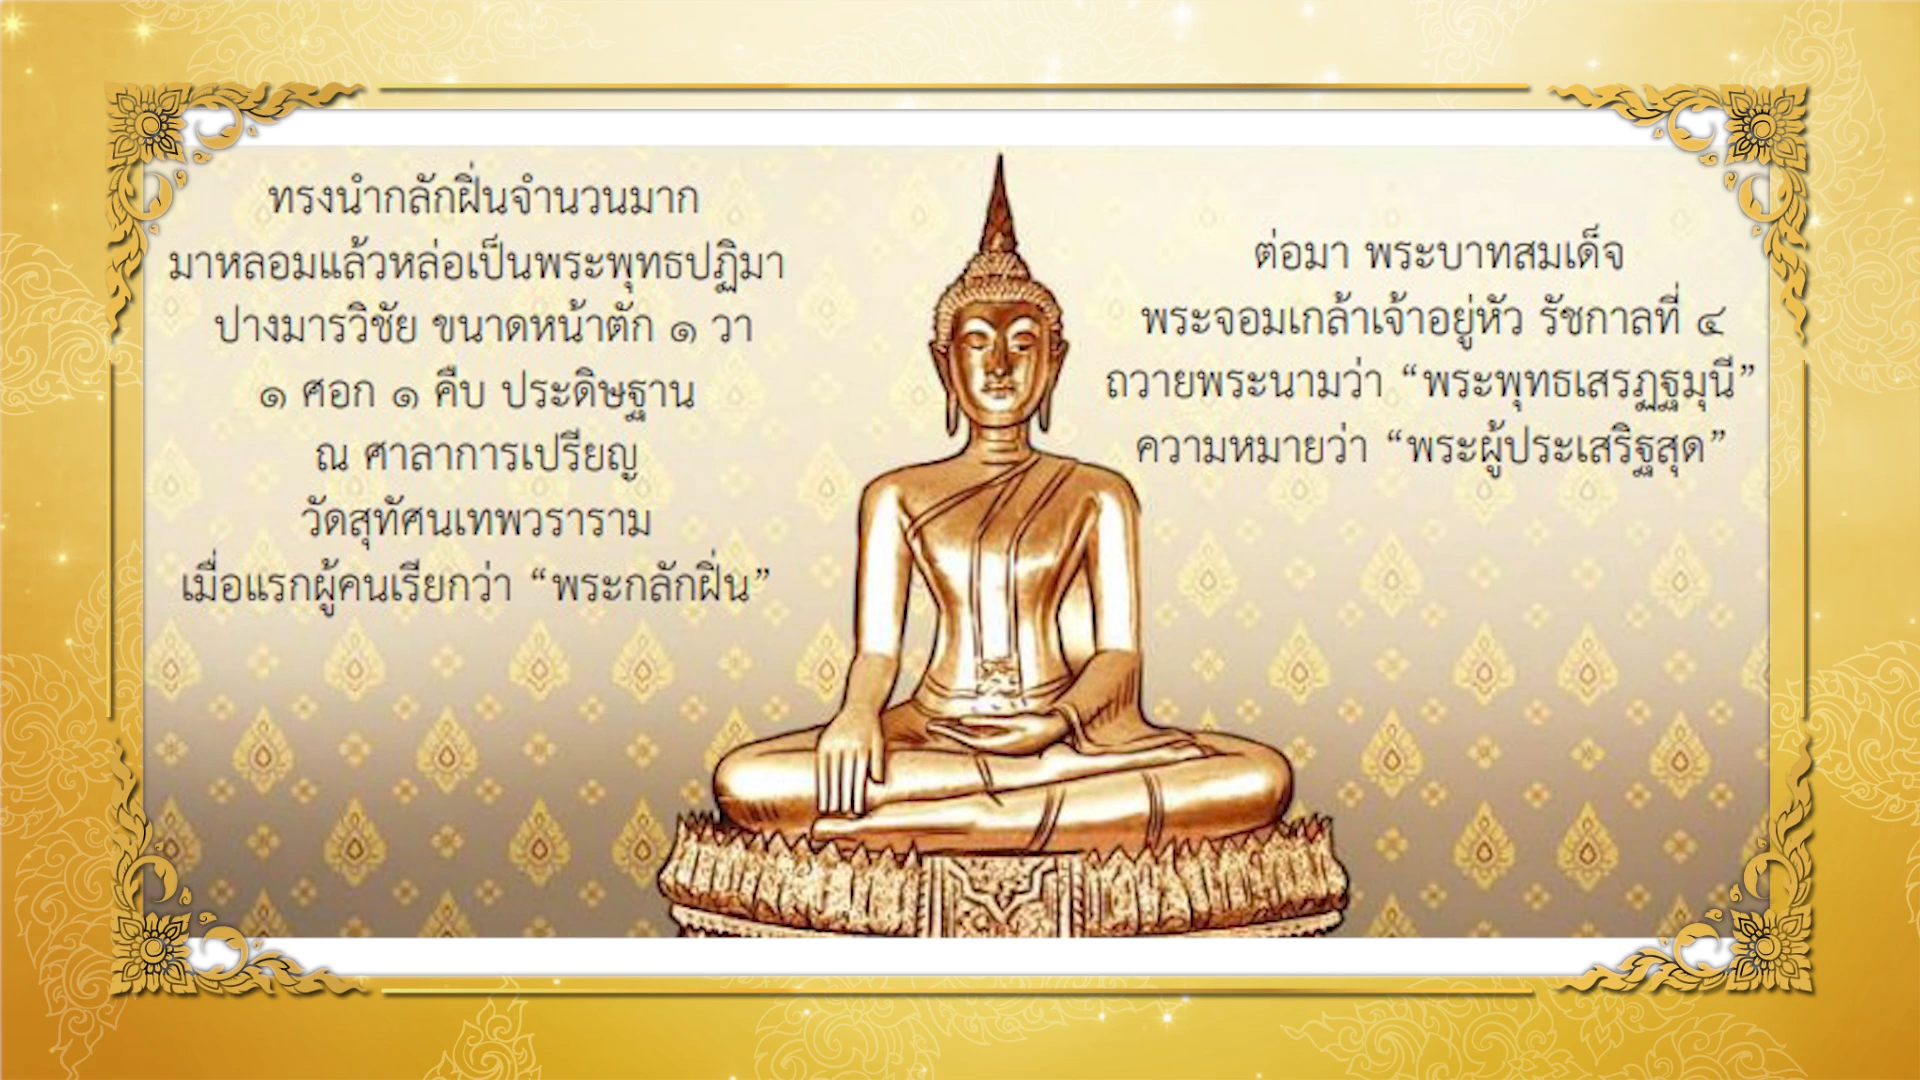 ทรงนำกลักฝิ่นจำนวนมาก
มาหลอมแล้วหล่อเป็นพระพุทธปฏิมา
ปางมารวิชัย ขนาดหน้าตัก ๑ วา
๑ ศอก ๑ คืบ ประดิษฐาน
ณ ศาลาการเปรียญ
วัดสุทัศนเทพวราราม
เมื่อแรกผู้คนเรียกว่า “พระกลักฝิ่น”
ต่อมา พระบาทสมเด็จ
พระจอมเกล้าเจ้าอยู่หัว รัชกาลที่ ๔
ถวายพระนามว่า “พระพุทธเสรฏฐมุนี”
ความหมายว่า “พระผู้ประเสริฐสุด”